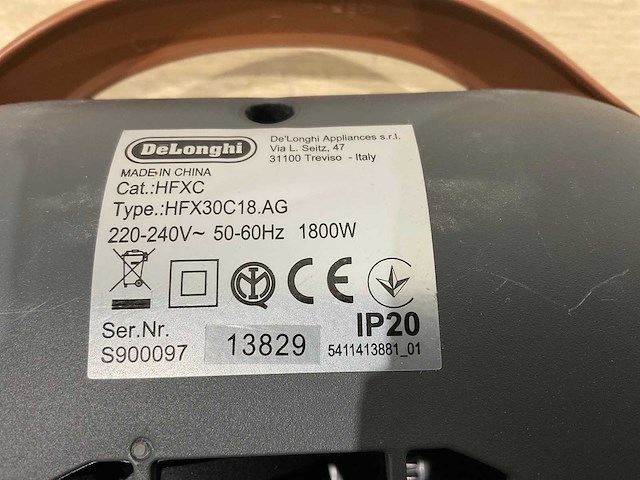 DeLonghi
De'Longhi Appliances s.r.l.
Via L. Seitz, 47
31100 Treviso - Italy
MADE IN CHINA
Cat.:HFXC
Type.:HFX30C18.AG
220-240V~ 50-60Hz 1800W
CE
IP20
Ser.Nr.
S900097
13829
5411413881_01